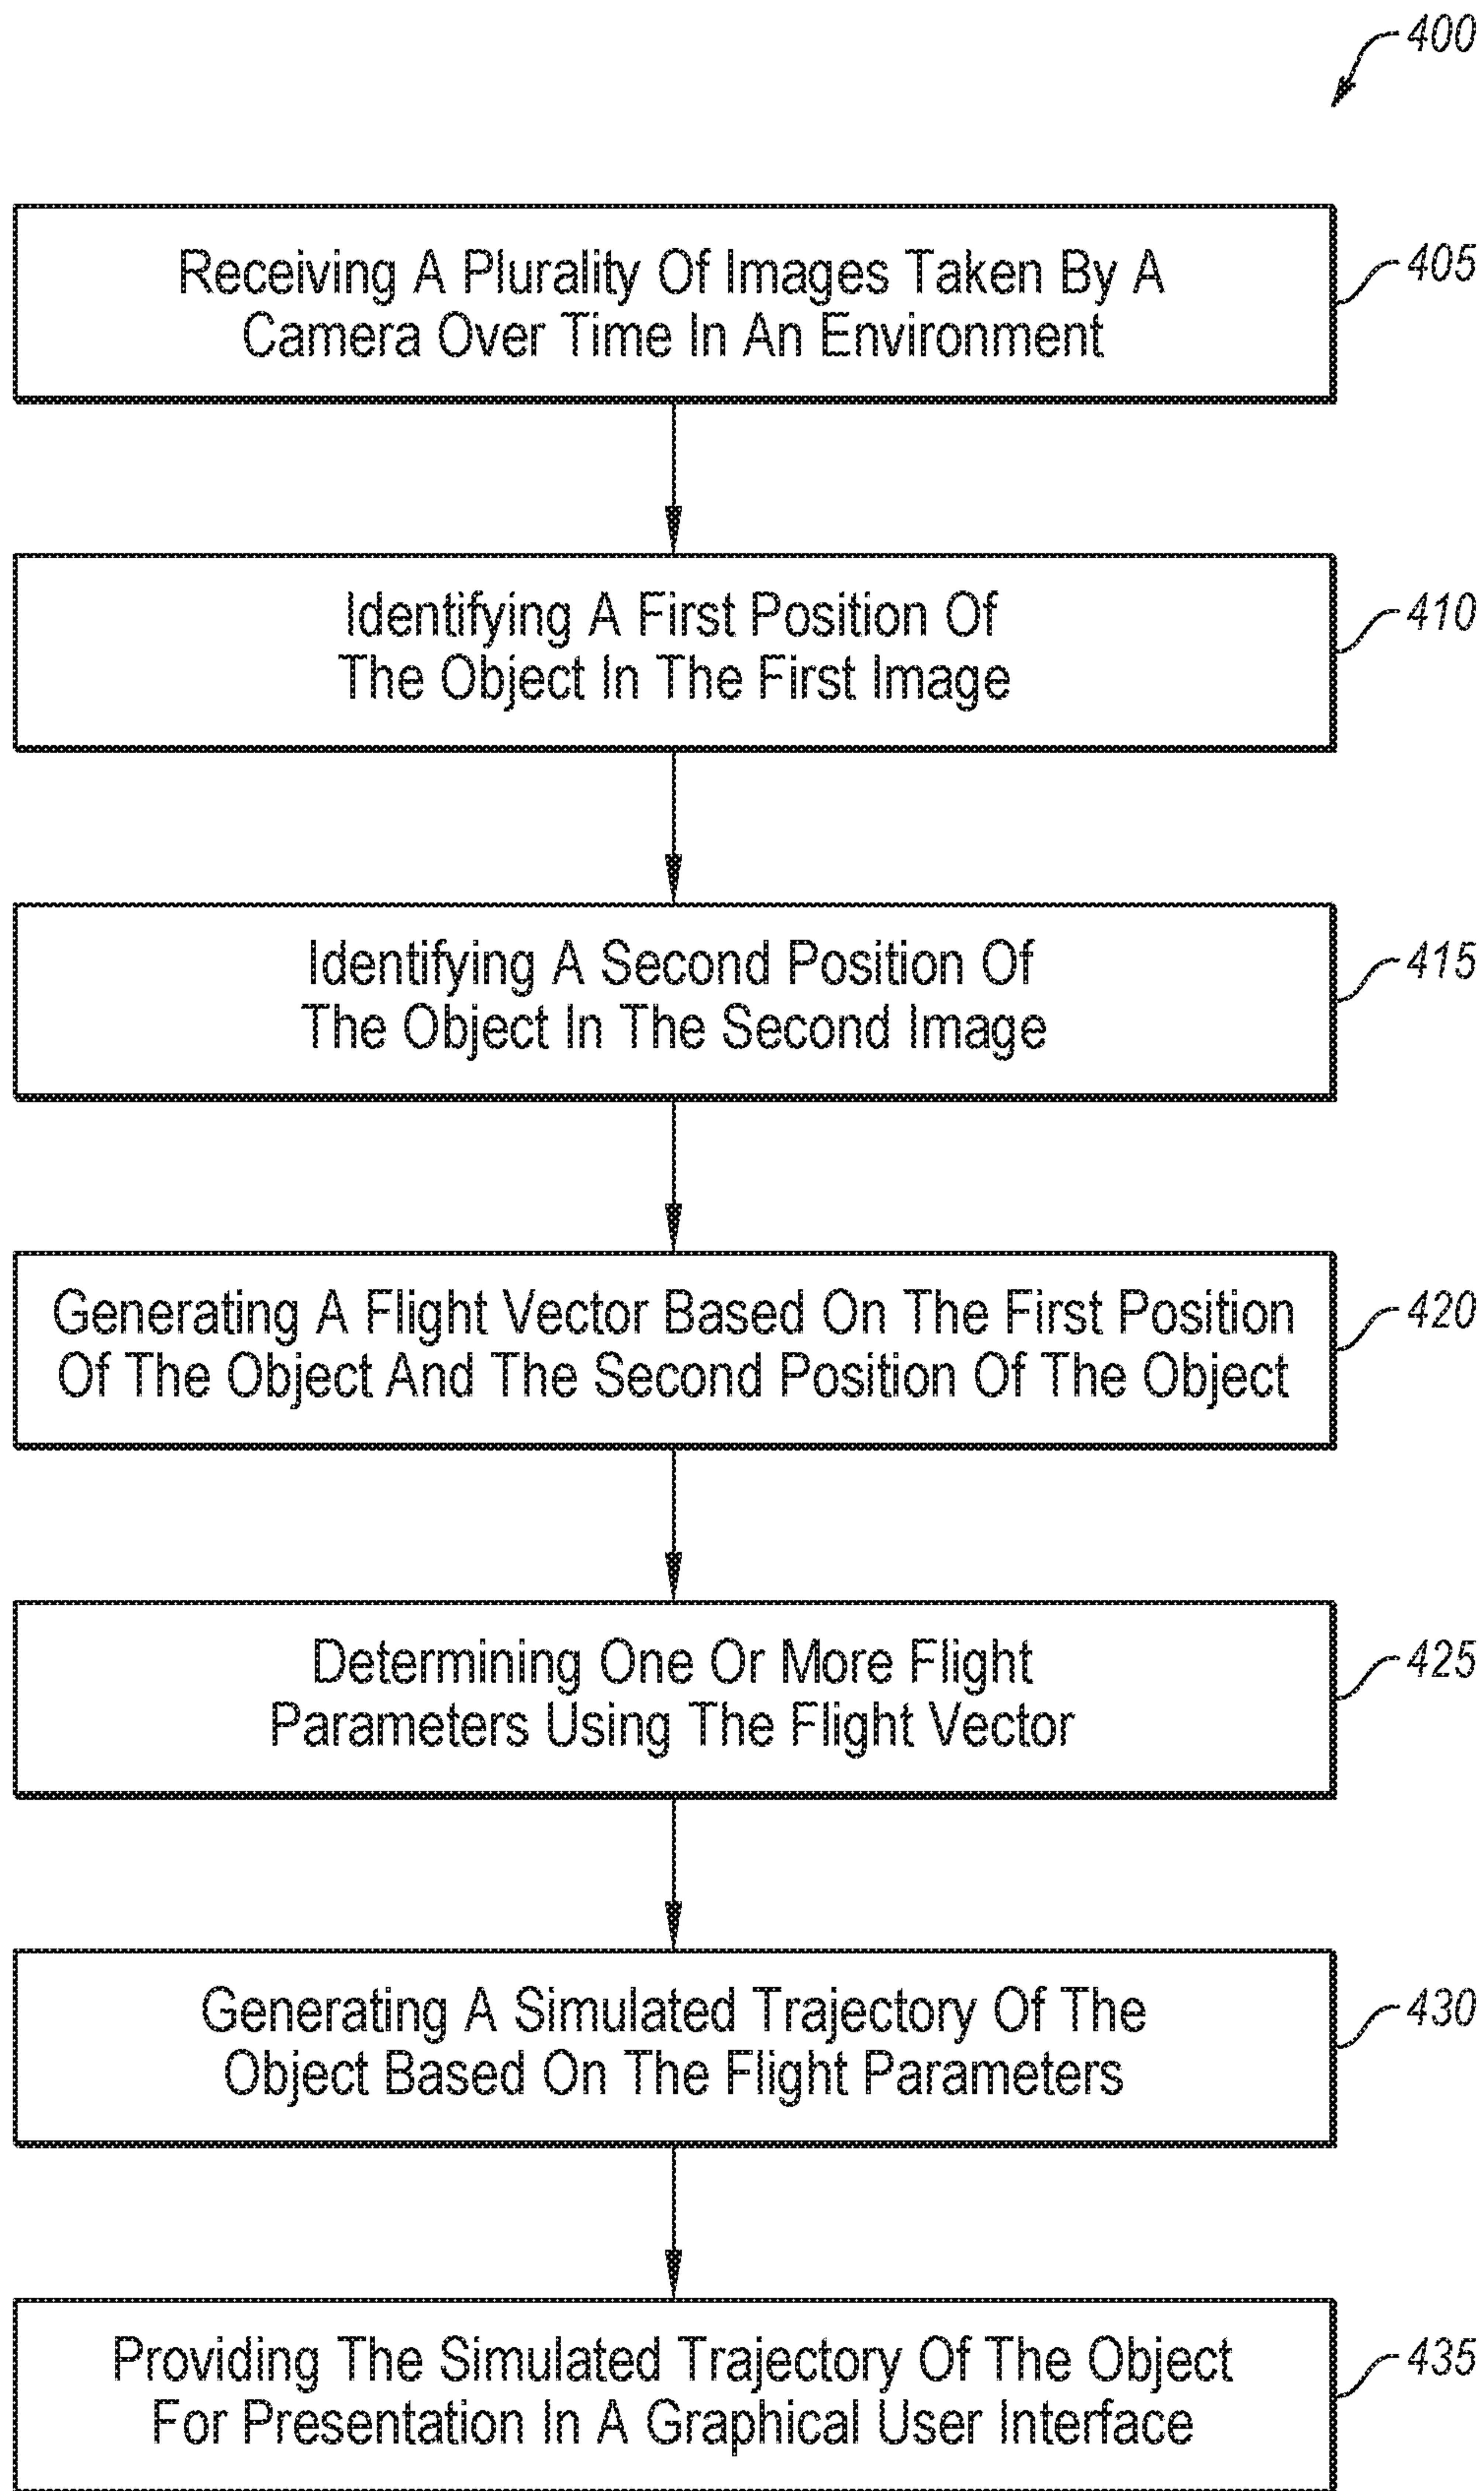 400
Receiving A Plurality Of Images Taken By A
Camera Over Time In An Environment
405
Identifying A First Position Of
The Object In The First Image
410
Identifying A Second Position Of
The Object In The Second Image
415
Generating A Flight Vector Based On The First Position
Of The Object And The Second Position Of The Object
420
Determining One Or More Flight
Parameters Using The Flight Vector
425
Generating A Simulated Trajectory Of The
Object Based On The Flight Parameters
430
Providing The Simulated Trajectory Of The Object
For Presentation In A Graphical User Interface
435